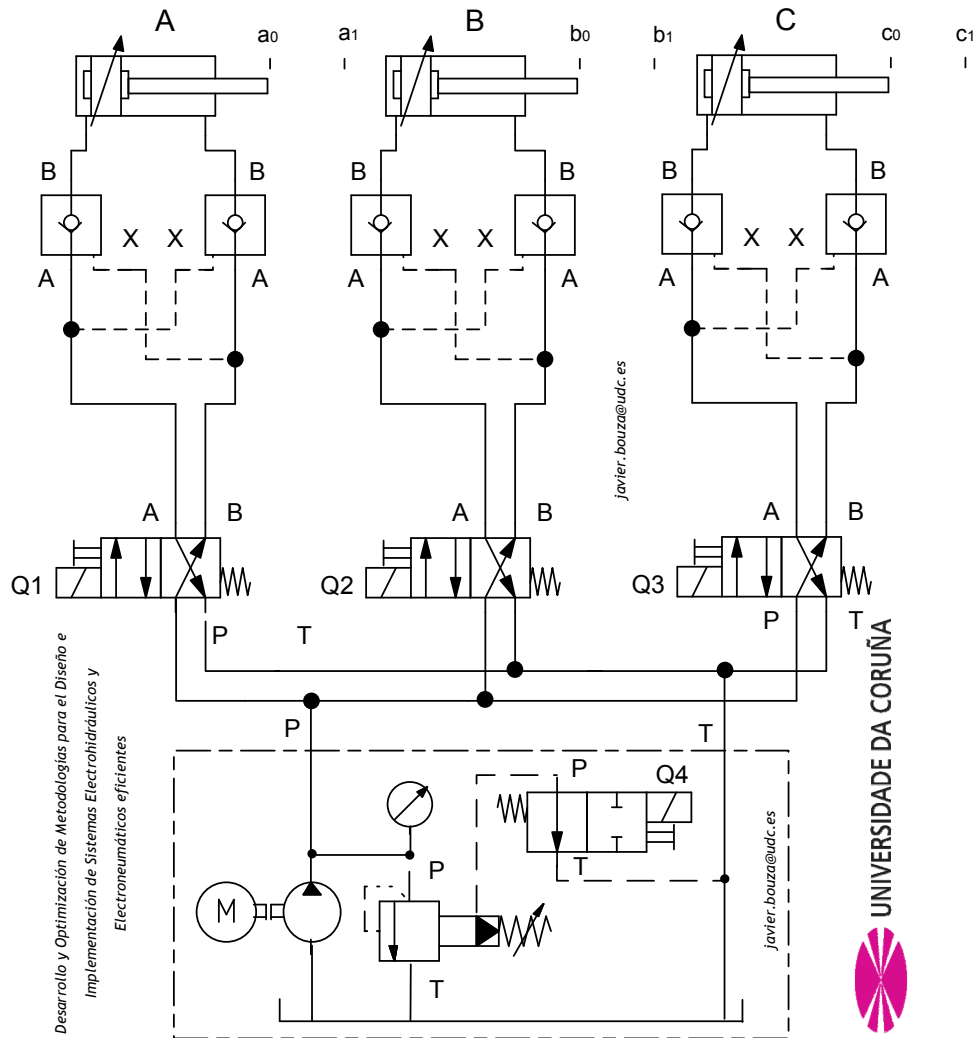 A
a0
a1
B
b0
b1
C
c0
c1
B
B
B
B
B
B
X X
X X
X X
A
A
A
A
A
A
javier.bouza@udc.es
A
B
A
B
A
B
Q1
Q2
Q3
P
T
P
T
P
T
P
Q4
T
P
M
T
javier.bouza@udc.es
Desarrollo y Optimización de Metodologías para el Diseño e
Implementación de Sistemas Electrohidráulicos y
Electroneumáticos eficientes
UNIVERSIDADE DA CORUÑA